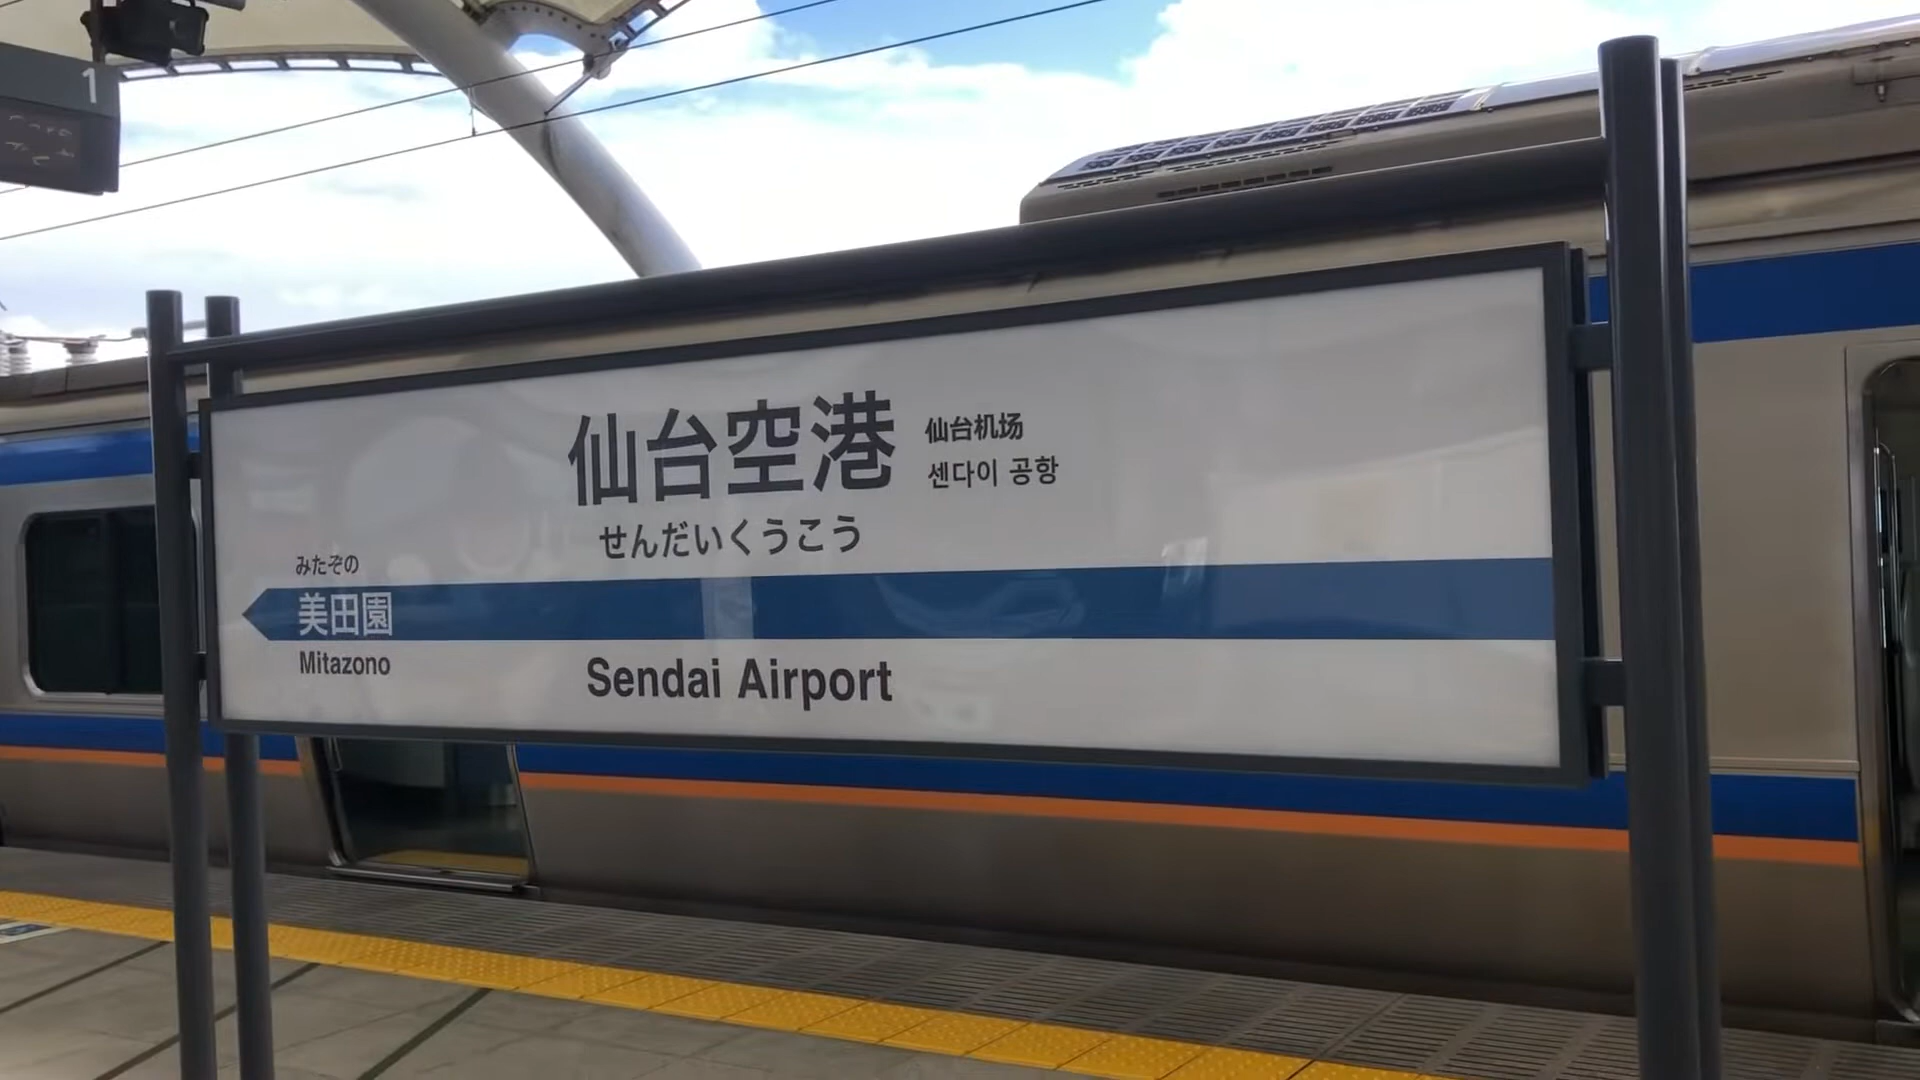 1
仙台空港
仙台机场
센다이 공항
せんだいくうこう
みたぞの
美田園
Mitazono
Sendai Airport